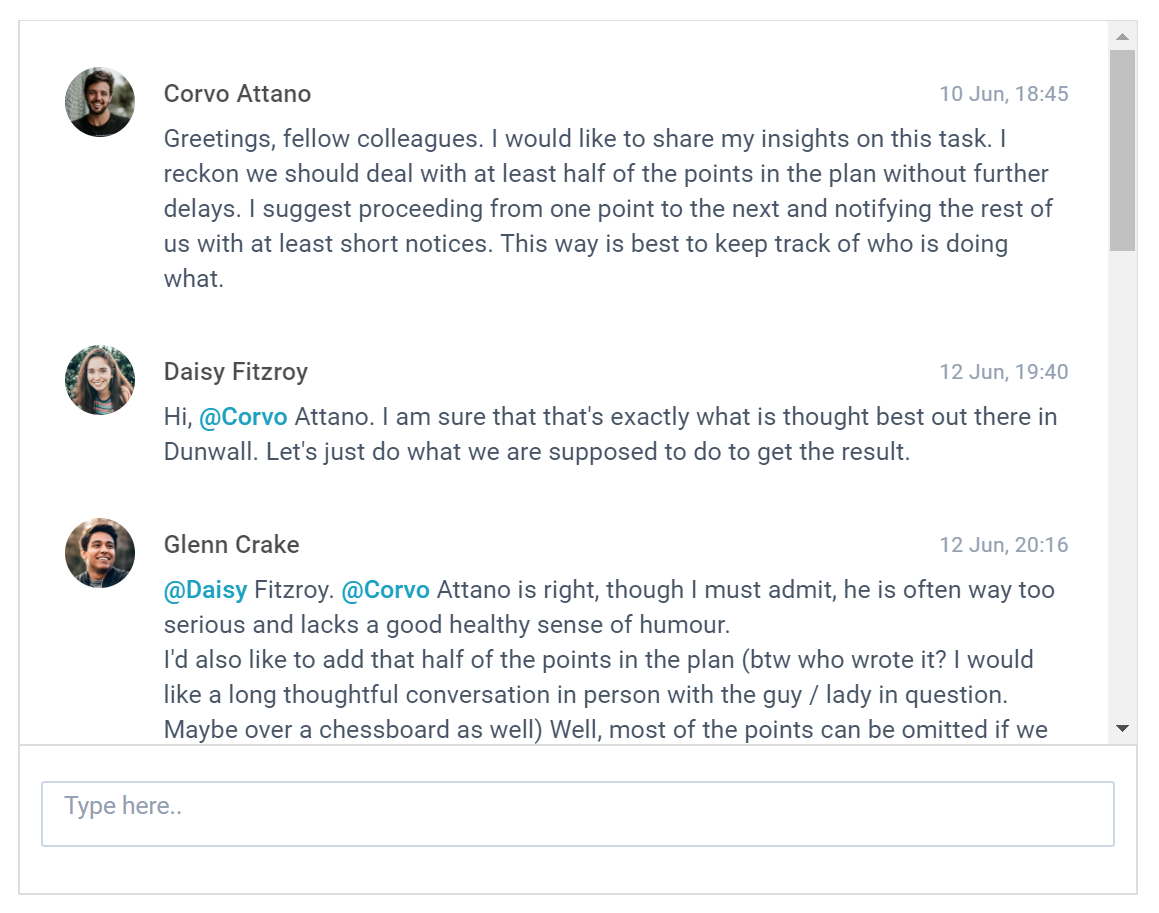 Corvo Attano 10 Jun, 18:45
Greetings, fellow colleagues. I would like to share my insights on this task. I
reckon we should deal with at least half of the points in the plan without further
delays. I suggest proceeding from one point to the next and notifying the rest of
us with at least short notices. This way is best to keep track of who is doing
what.
Daisy Fitzroy 12 Jun, 19:40
Hi, @Corvo Attano. I am sure that that's exactly what is thought best out there in
Dunwall. Let's just do what we are supposed to do to get the result.
Glenn Crake 12 Jun, 20:16
@Daisy Fitzroy. @Corvo Attano is right, though I must admit, he is often way too
serious and lacks a good healthy sense of humour.
I'd also like to add that half of the points in the plan (btw who wrote it? I would
like a long thoughtful conversation in person with the guy / lady in question.
Maybe over a chessboard as well) Well, most of the points can be omitted if we
Type here..